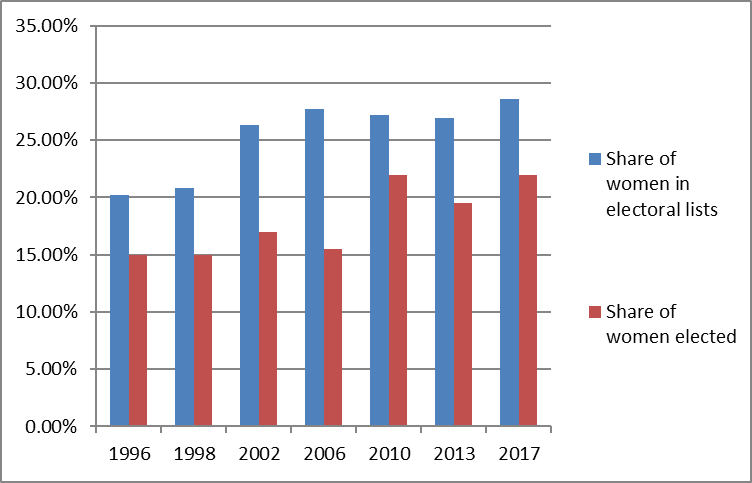 35.00%
30.00%
25.00%
20.00%
15.00%
10.00%
5.00%
0.00%
1996 1998 2002 2006 2010 2013 2017
Share of
women in
electoral lists
Share of
women elected